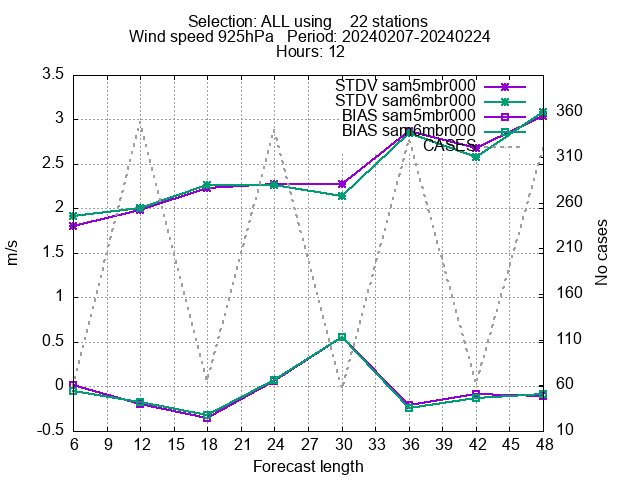 Selection: ALL using    22 stations
Wind speed 925hPa   Period: 20240207-20240224
Hours: 12
STDV sam5mbr000
STDV sam6mbr000
BIAS sam5mbr000
BIAS sam6mbr000
CASES
3.5
3
2.5
2
1.5
1
0.5
0
-0.5
m/s
360
310
260
210
160
110
60
10
No cases
6 9 12 15 18 21 24 27 30 33 36 39 42 45 48
Forecast length